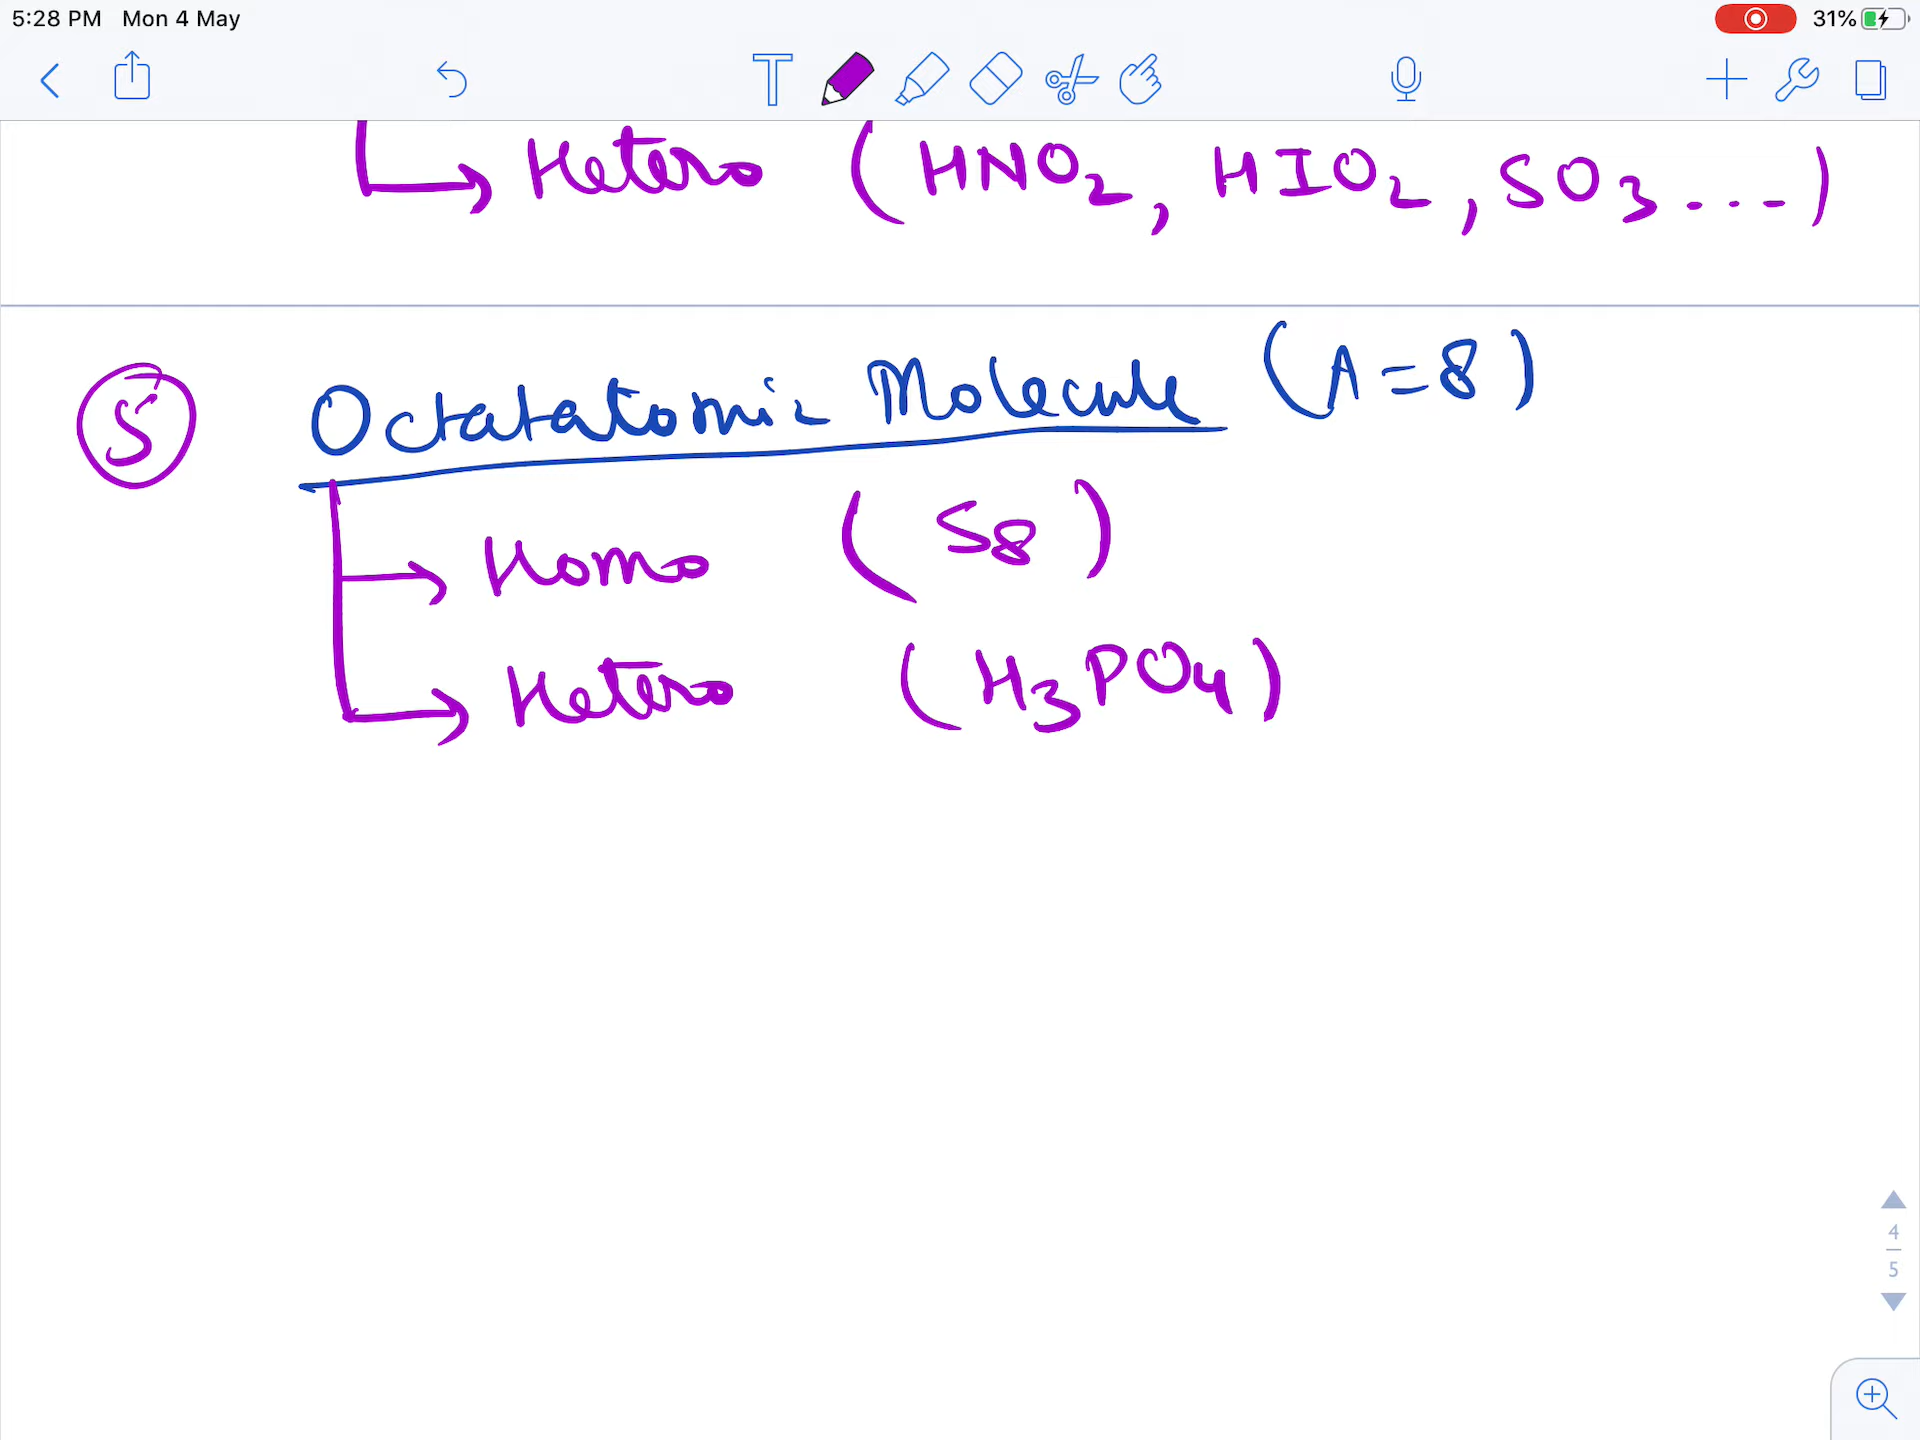 5:28 PM Mon 4 May 31%
T
Hetero (HNO₂, HIO₂, SO₃....)
5 Octatatomic Molecule (A=8)
Homo (S8)
Hetero (H₃PO₄)
4
5